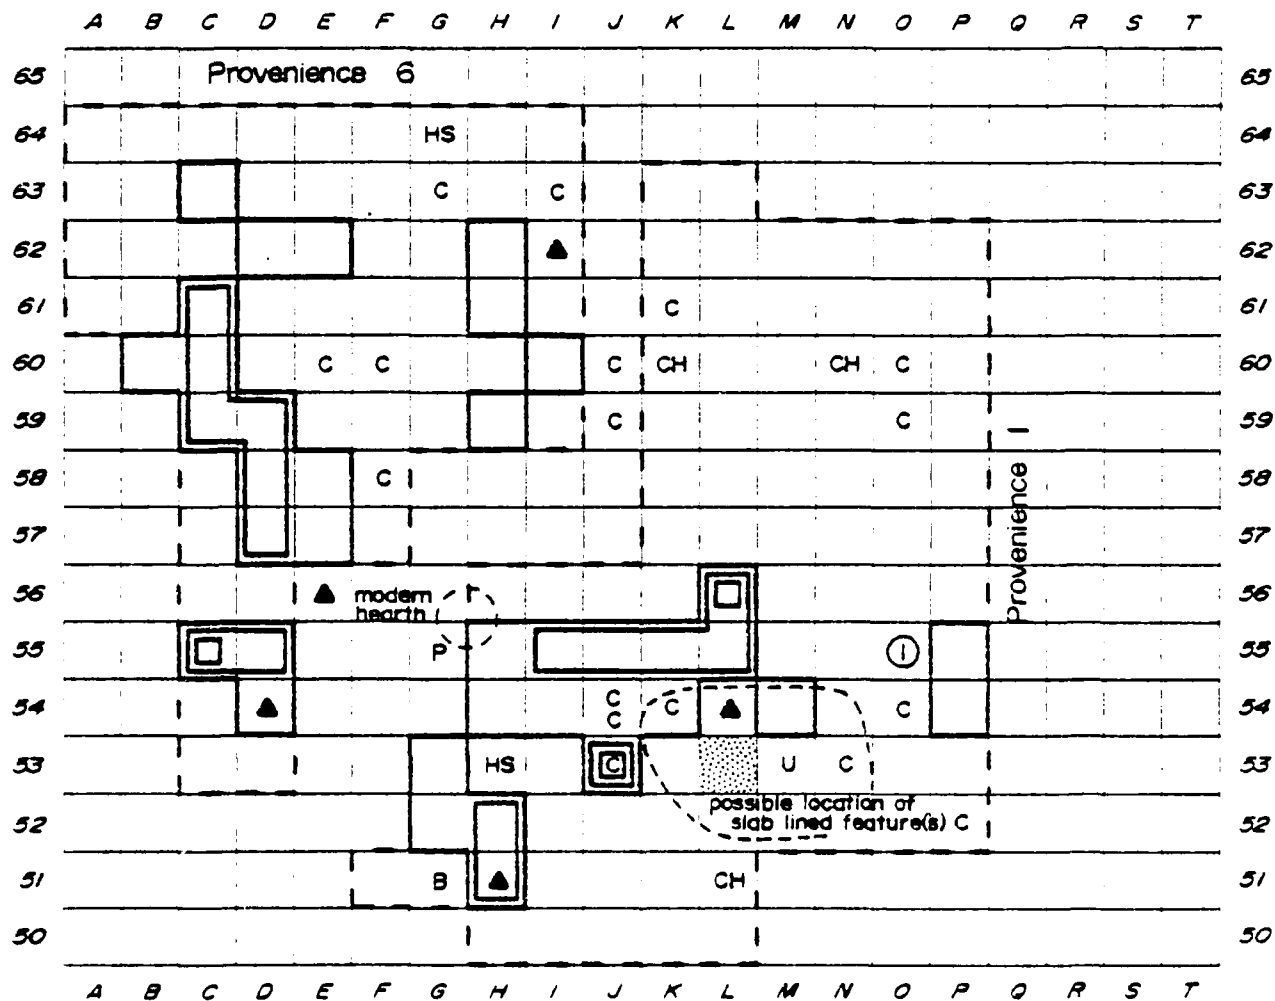 A B C D E F G H I J K L M N O P Q R S T
65 Provenience 6 65
64 HS 64
63 C C 63
62 62
61 C 61
60 C C C CH CH C 60
59 C C 59
58 C 58
57 57
Provenience 1
56 modern 56
hearth
55 P 1 55
54 C C C 54
C
53 HS C U C 53
possible location of
52 slab lined feature(s) C 52
51 B CH 51
50 50
A B C D E F G H I J K L M N O P Q R S T